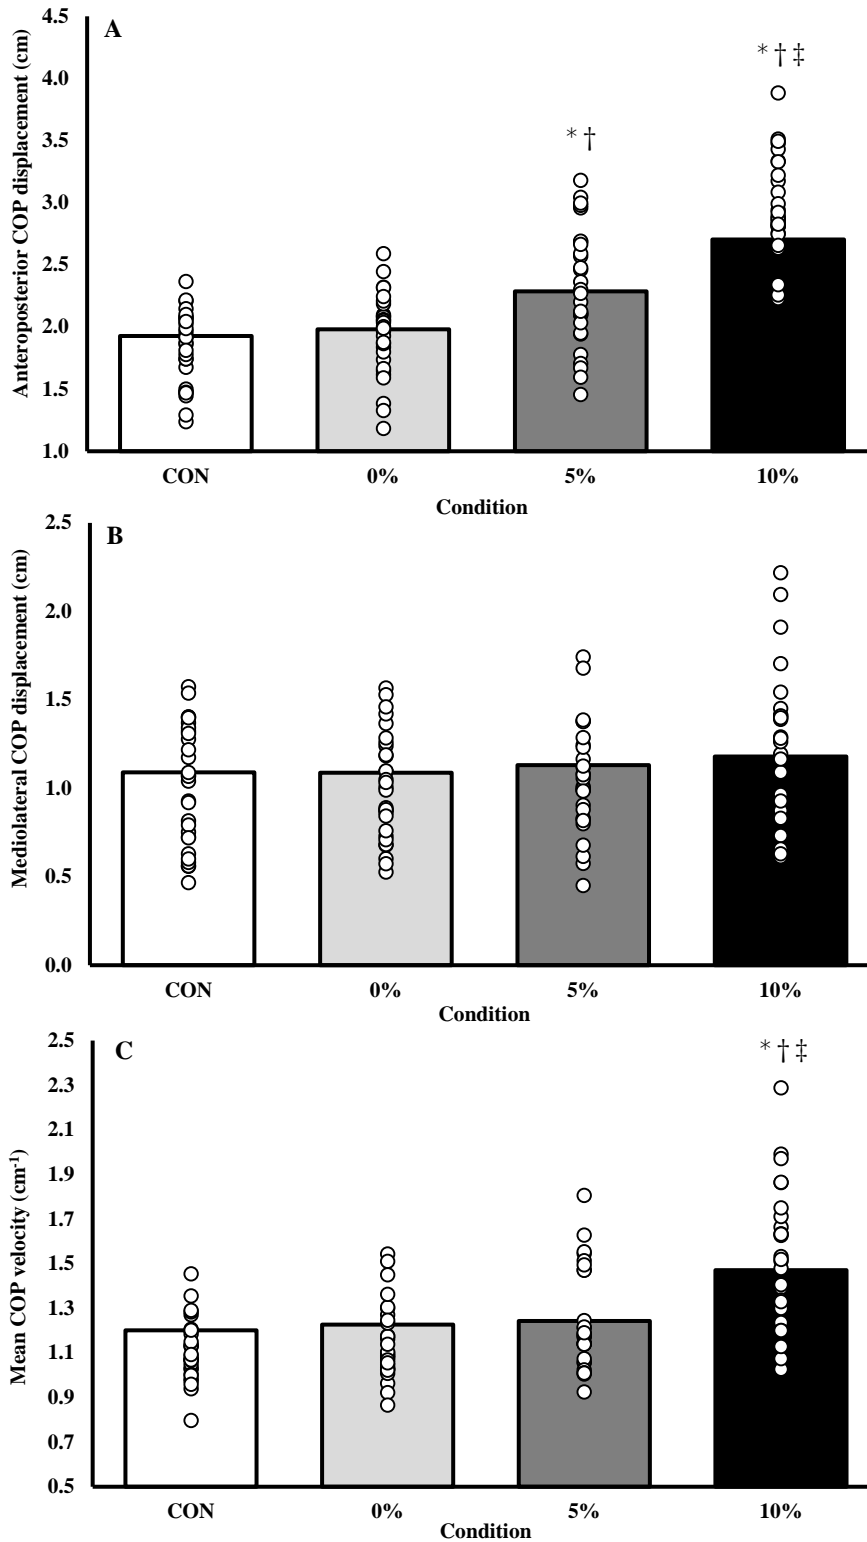 A
Anteroposterior COP displacement (cm)
4.5
4.0
3.5
3.0
2.5
2.0
1.5
1.0
* †
* † ‡
CON 0% 5% 10%
Condition
B
Mediolateral COP displacement (cm)
2.5
2.0
1.5
1.0
0.5
0.0
CON 0% 5% 10%
Condition
C
Mean COP velocity (cm⁻¹)
2.5
2.3
2.1
1.9
1.7
1.5
1.3
1.1
0.9
0.7
0.5
* † ‡
CON 0% 5% 10%
Condition